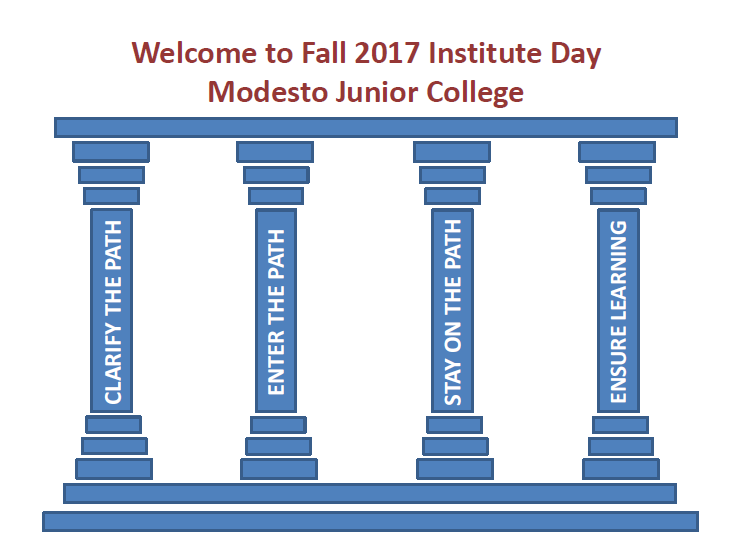 Welcome to Fall 2017 Institute Day
Modesto Junior College
CLARIFY THE PATH
ENTER THE PATH
STAY ON THE PATH
ENSURE LEARNING